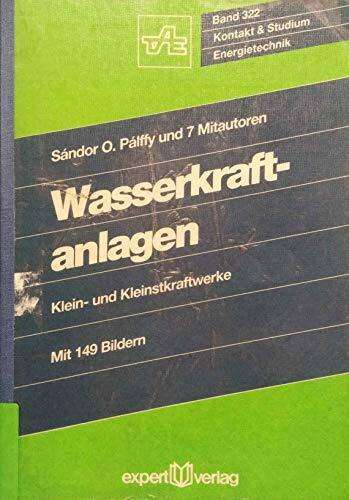 TAE
Band 322
Kontakt & Studium
Energietechnik
Sándor O. Pálffy und 7 Mitautoren
Wasserkraft-
anlagen
Klein- und Kleinstkraftwerke
Mit 149 Bildern
expert verlag